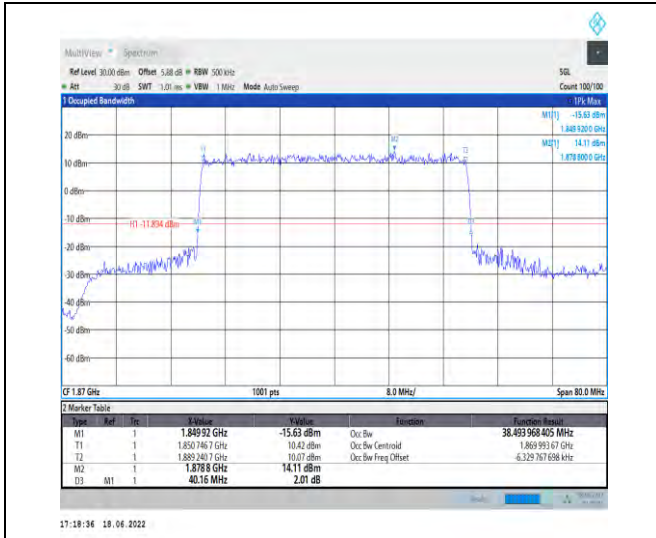 MultiView Spectrum
Ref Level 30.00 dBm Offset 5.88 dB RBW 500 kHz SGL
Att 30 dB SWT 1.01 ms VBW 1 MHz Mode Auto Sweep Count 100/100
1 Occupied Bandwidth 1Pk Max
M1[1] -15.63 dBm
1.849 920 0 GHz
M2[1] 14.11 dBm
1.878 800 0 GHz
20 dBm
M2
10 dBm
0 dBm
-10 dBm
H1 -11.894 dBm
-20 dBm
-30 dBm
-40 dBm
-50 dBm
-60 dBm
CF 1.87 GHz 1001 pts 8.0 MHz/ Span 80.0 MHz
2 Marker Table
Type Ref Trc X-Value Y-Value Function Function Result
M1 1 1.849 92 GHz -15.63 dBm Occ Bw 38.493 968 405 MHz
T1 1 1.850 746 7 GHz 10.42 dBm Occ Bw Centroid 1.869 993 67 GHz
T2 1 1.889 240 7 GHz 10.07 dBm Occ Bw Freq Offset -6.329 767 698 kHz
M2 1 1.878 8 GHz 14.11 dBm
D3 M1 1 40.16 MHz 2.01 dB
17:18:36 18.06.2022